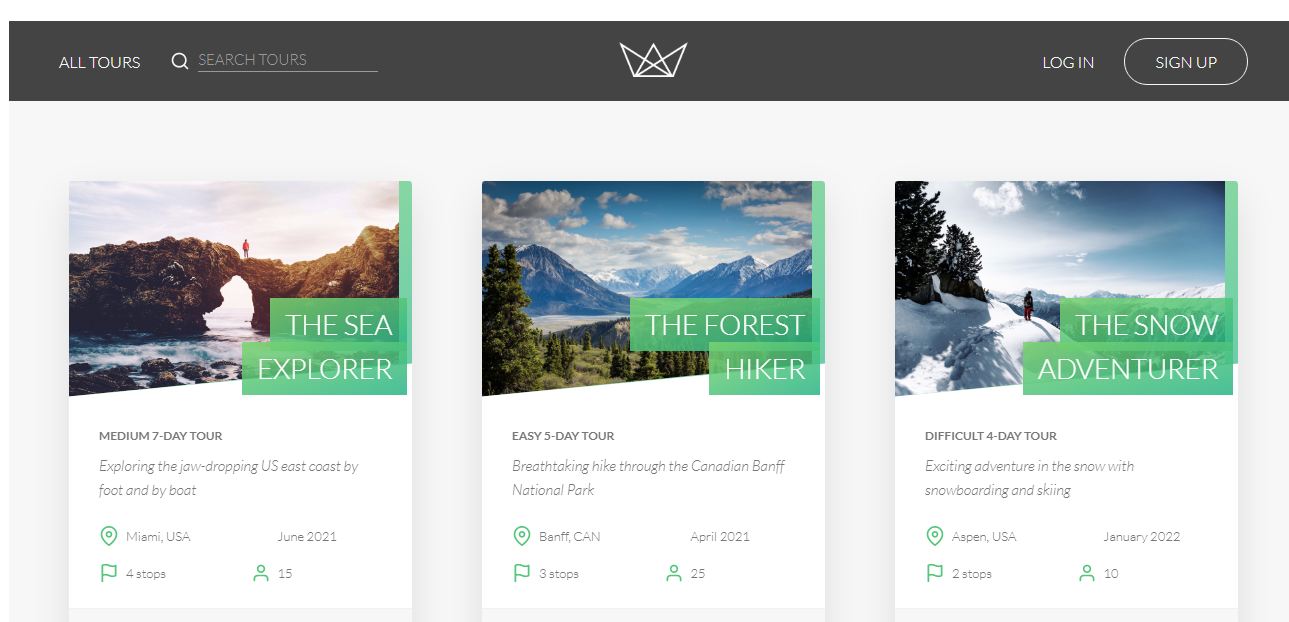 ALL TOURS
SEARCH TOURS
LOG IN
SIGN UP
THE SEA
EXPLORER
MEDIUM 7-DAY TOUR
Exploring the jaw-dropping US east coast by
foot and by boat
Miami, USA
June 2021
4 stops
15
THE FOREST
HIKER
EASY 5-DAY TOUR
Breathtaking hike through the Canadian Banff
National Park
Banff, CAN
April 2021
3 stops
25
THE SNOW
ADVENTURER
DIFFICULT 4-DAY TOUR
Exciting adventure in the snow with
snowboarding and skiing
Aspen, USA
January 2022
2 stops
10